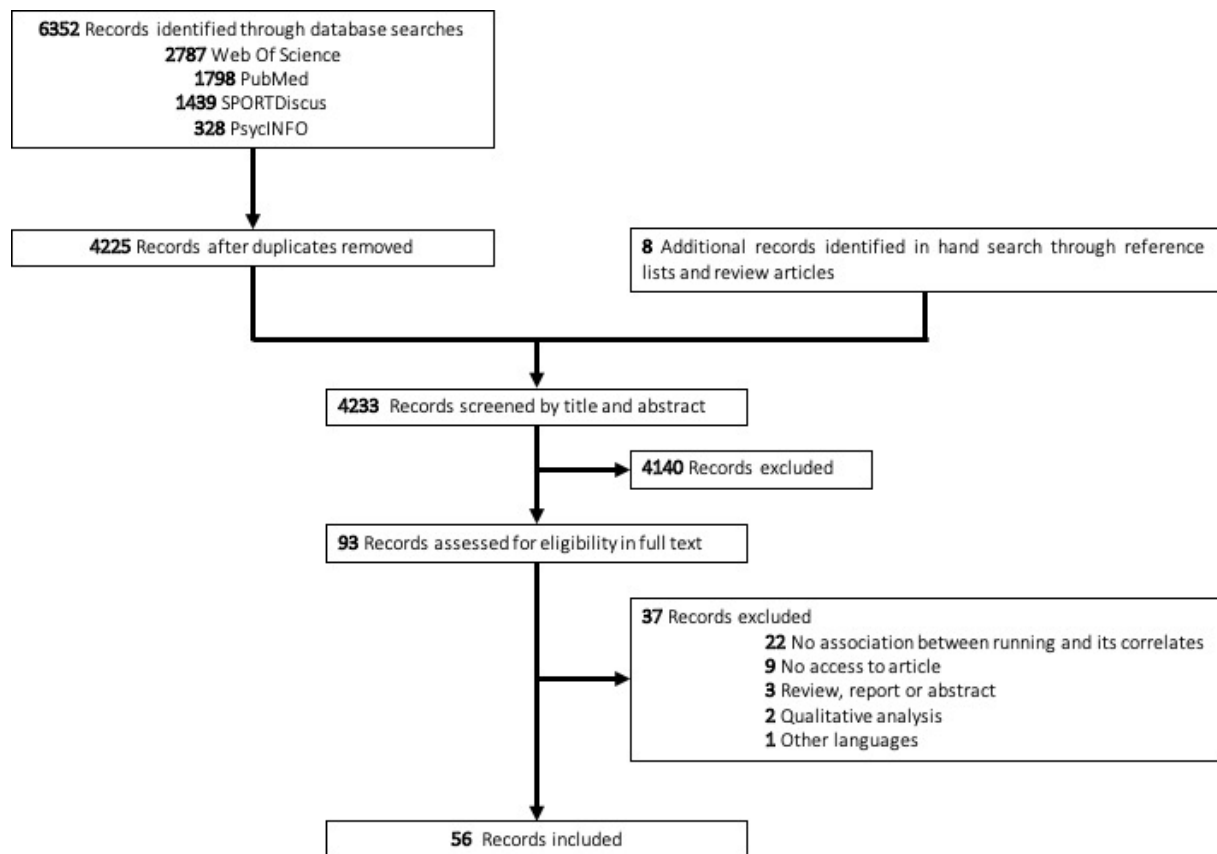 6352 Records identified through database searches
2787 Web Of Science
1798 PubMed
1439 SPORTDiscus
328 PsycINFO
4225 Records after duplicates removed
8 Additional records identified in hand search through reference
lists and review articles
4233 Records screened by title and abstract
4140 Records excluded
93 Records assessed for eligibility in full text
37 Records excluded
22 No association between running and its correlates
9 No access to article
3 Review, report or abstract
2 Qualitative analysis
1 Other languages
56 Records included